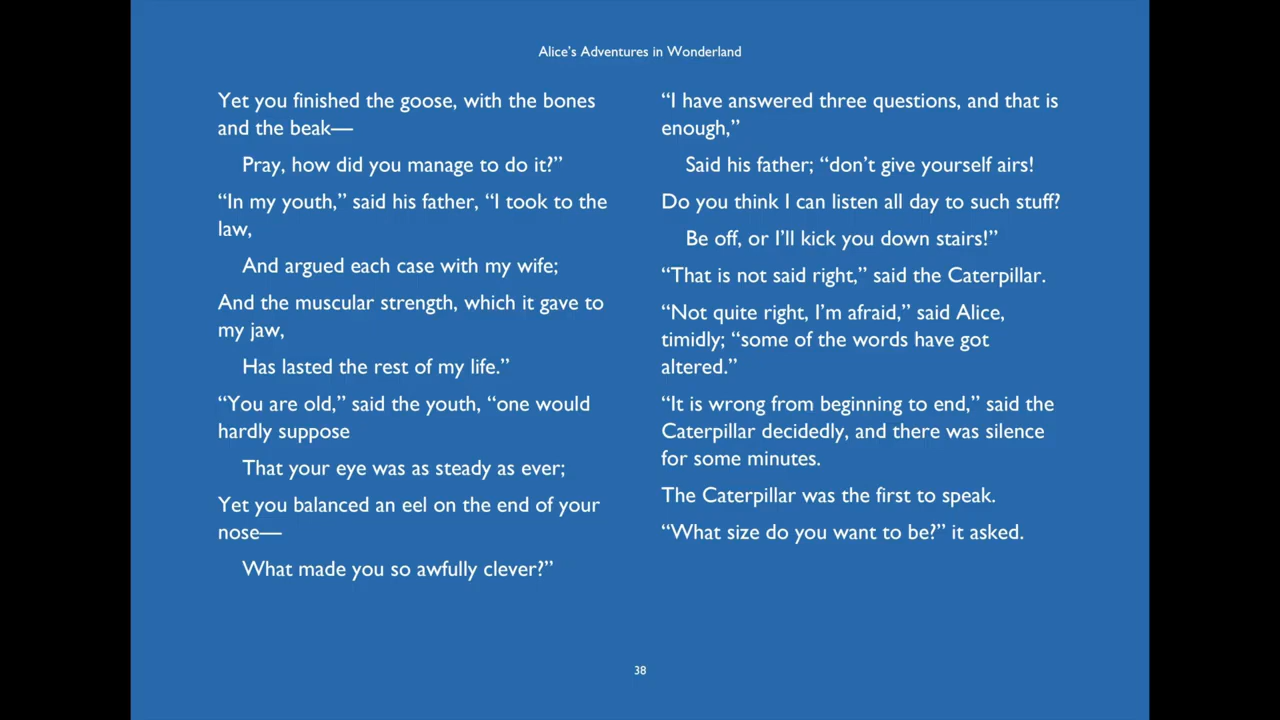 Alice’s Adventures in Wonderland
Yet you finished the goose, with the bones
and the beak—
Pray, how did you manage to do it?”
“In my youth,” said his father, “I took to the
law,
And argued each case with my wife;
And the muscular strength, which it gave to
my jaw,
Has lasted the rest of my life.”
“You are old,” said the youth, “one would
hardly suppose
That your eye was as steady as ever;
Yet you balanced an eel on the end of your
nose—
What made you so awfully clever?”
“I have answered three questions, and that is
enough,”
Said his father; “don’t give yourself airs!
Do you think I can listen all day to such stuff?
Be off, or I’ll kick you down stairs!”
“That is not said right,” said the Caterpillar.
“Not quite right, I’m afraid,” said Alice,
timidly; “some of the words have got
altered.”
“It is wrong from beginning to end,” said the
Caterpillar decidedly, and there was silence
for some minutes.
The Caterpillar was the first to speak.
“What size do you want to be?” it asked.
38